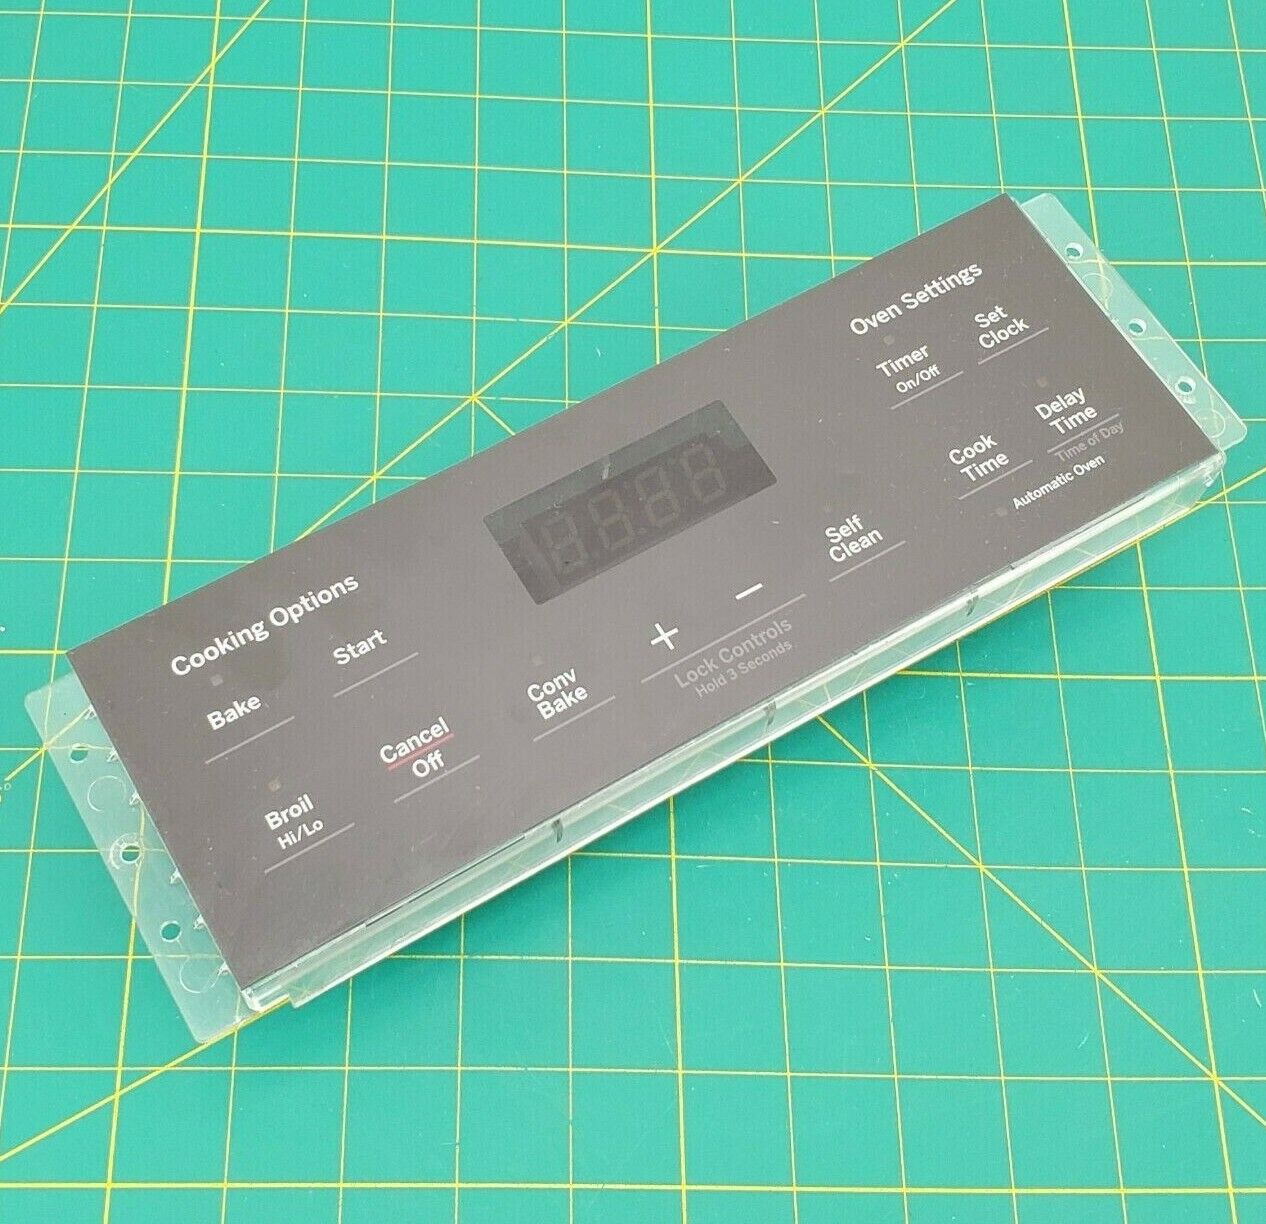 Cooking Options
Bake
Start
Broil
Hi/Lo
Cancel
Off
Conv
Bake
+
−
Lock Controls
Hold 3 Seconds
Self
Clean
Oven Settings
Timer
On/Off
Set
Clock
Cook
Time
Delay
Time
Time of Day
Automatic Oven